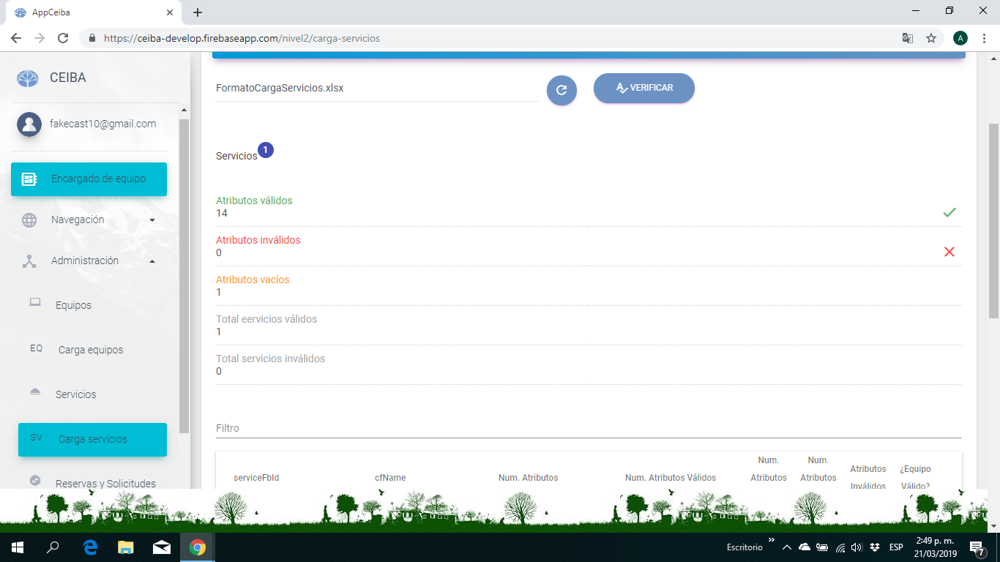 AppCeiba
https://ceiba-develop.firebaseapp.com/nivel2/carga-servicios
A
CEIBA
fakecast10@gmail.com
Encargado de equipo
Navegación
Administración
Equipos
EQ Carga equipos
Servicios
SV Carga servicios
Reservas y Solicitudes
FormatoCargaServicios.xlsx
VERIFICAR
Servicios 1
Atributos válidos
14
Atributos inválidos
0
Atributos vacíos
1
Total eervicios válidos
1
Total servicios inválidos
0
Filtro
serviceFbId
cfName
Num. Atributos
Num. Atributos Válidos
Num.
Atributos
Num.
Atributos
Atributos
Inválidos
¿Equipo
Válido?
Escritorio
ESP
2:49 p. m.
21/03/2019
7